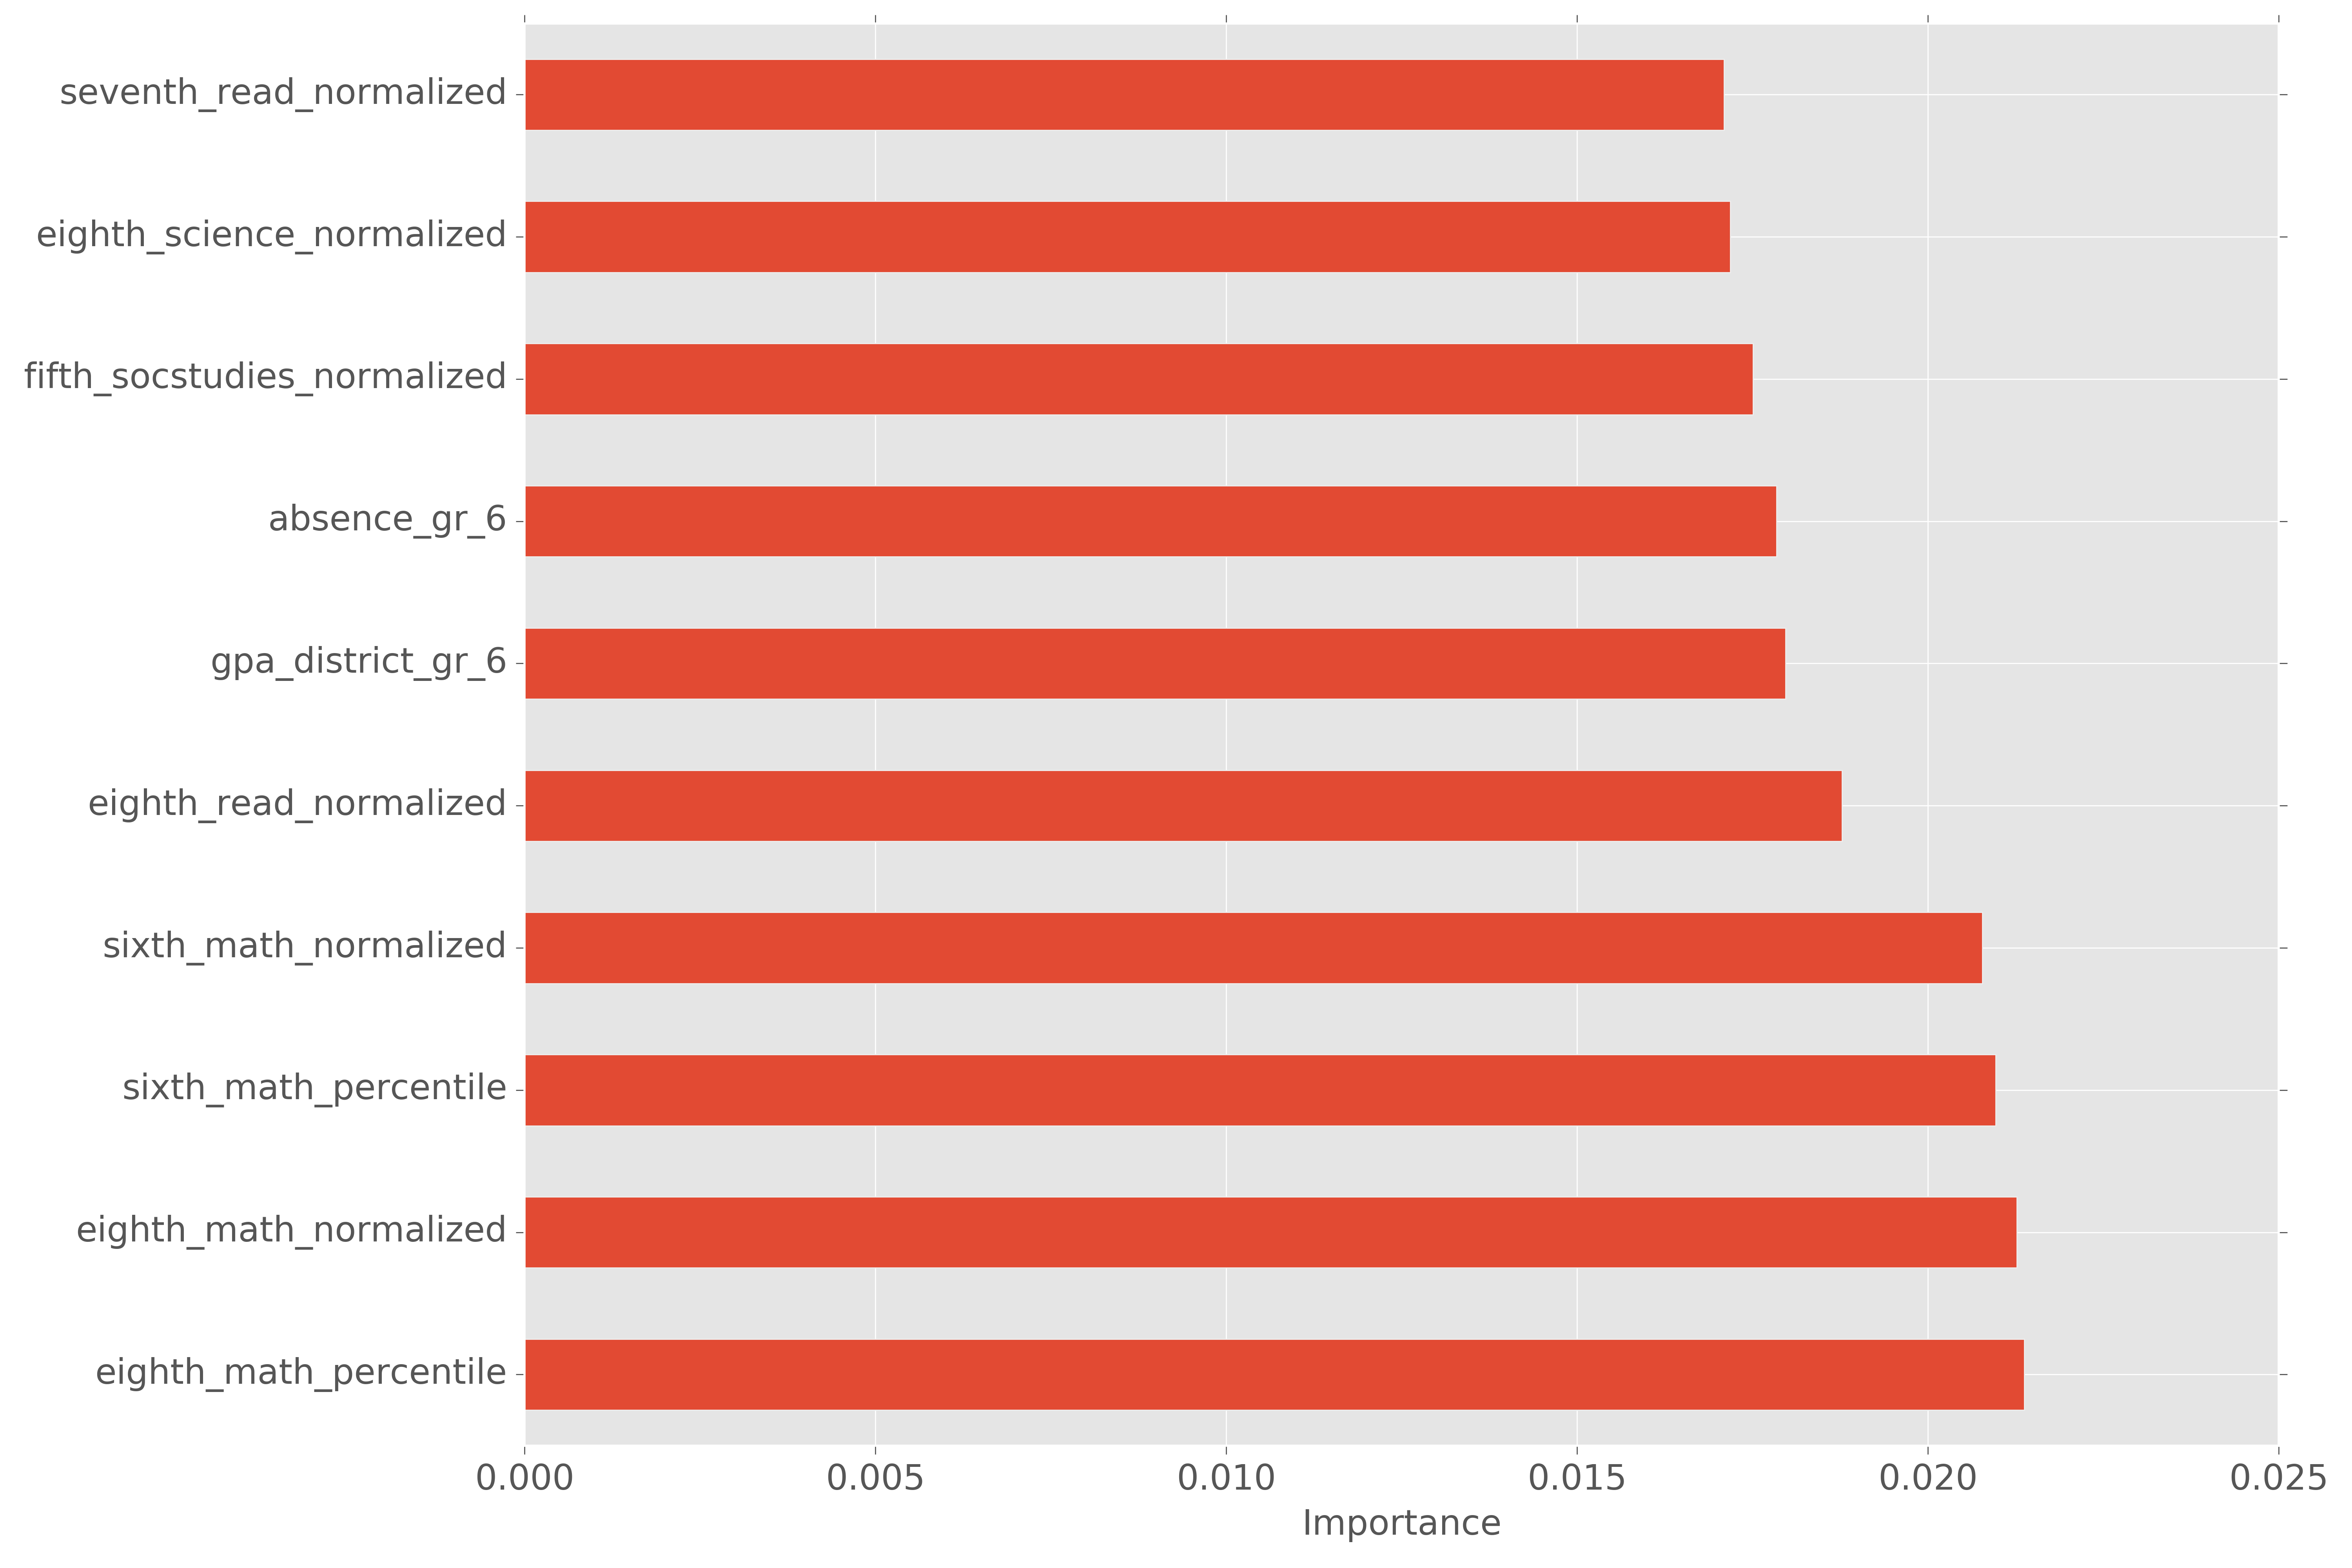 seventh_read_normalized
eighth_science_normalized
fifth_socstudies_normalized
absence_gr_6
gpa_district_gr_6
eighth_read_normalized
sixth_math_normalized
sixth_math_percentile
eighth_math_normalized
eighth_math_percentile
0.000 0.005 0.010 0.015 0.020 0.025
Importance